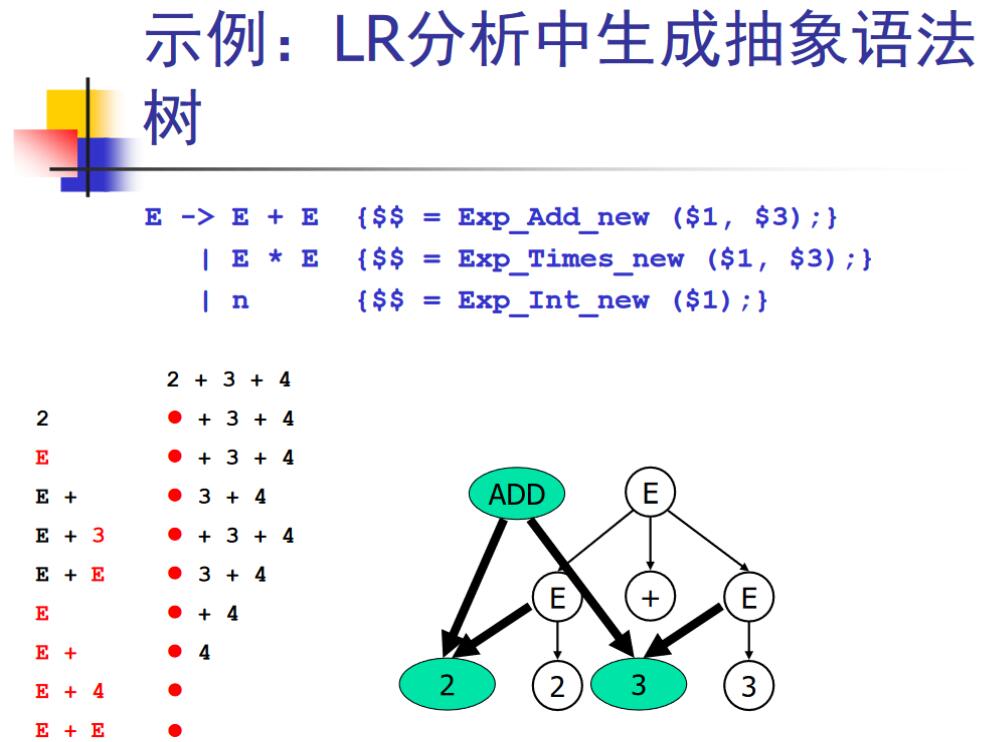 示例：LR分析中生成抽象语法
树
E -> E + E {$$ = Exp_Add_new ($1, $3);}
| E * E {$$ = Exp_Times_new ($1, $3);}
| n {$$ = Exp_Int_new ($1);}
2 + 3 + 4
2 ● + 3 + 4
E ● + 3 + 4
E + ● 3 + 4
E + 3 ● + 3 + 4
E + E ● 3 + 4
E ● + 4
E + ● 4
E + 4 ●
E + E ●
ADD E
E + E
2 2 3 3